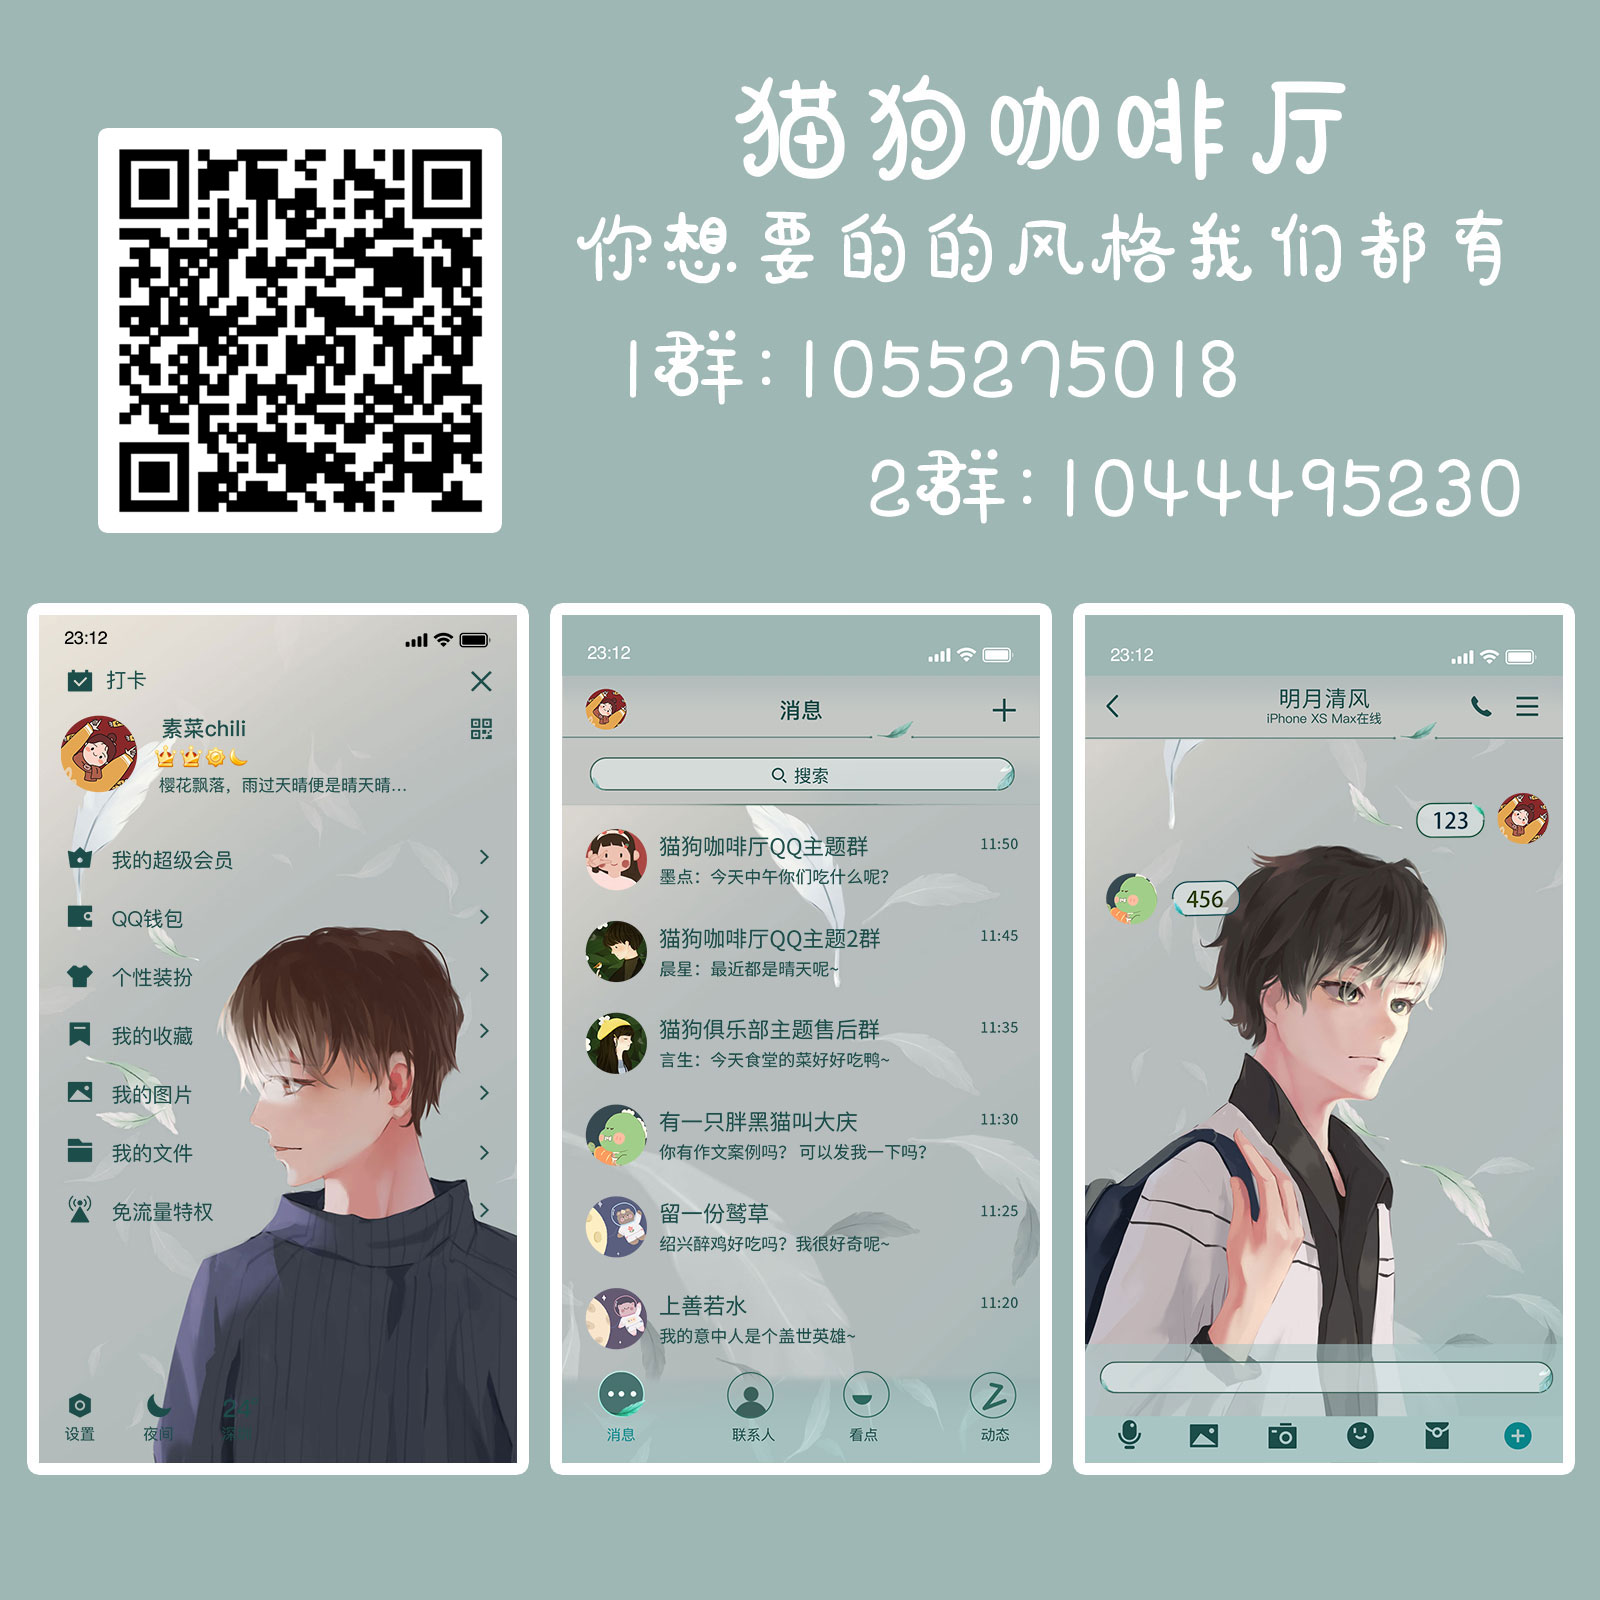 猫狗咖啡厅
你想要的的风格我们都有
1群:1055275018
2群:1044495230
23:12
打卡
素菜chili
樱花飘落，雨过天晴便是晴天晴...
我的超级会员
QQ钱包
个性装扮
我的收藏
我的图片
我的文件
免流量特权
24°
设置 夜间
23:12
消息
搜索
猫狗咖啡厅QQ主题群 11:50
墨点：今天中午你们吃什么呢？
猫狗咖啡厅QQ主题2群 11:45
晨星：最近都是晴天呢~
猫狗俱乐部主题售后群 11:35
言生：今天食堂的菜好好吃鸭~
有一只胖黑猫叫大庆 11:30
你有作文案例吗？ 可以发我一下吗？
留一份鹫草 11:25
绍兴醉鸡好吃吗？我很好奇呢~
上善若水 11:20
我的意中人是个盖世英雄~
消息 联系人 看点 动态
23:12
明月清风
iPhone XS Max在线
123
456